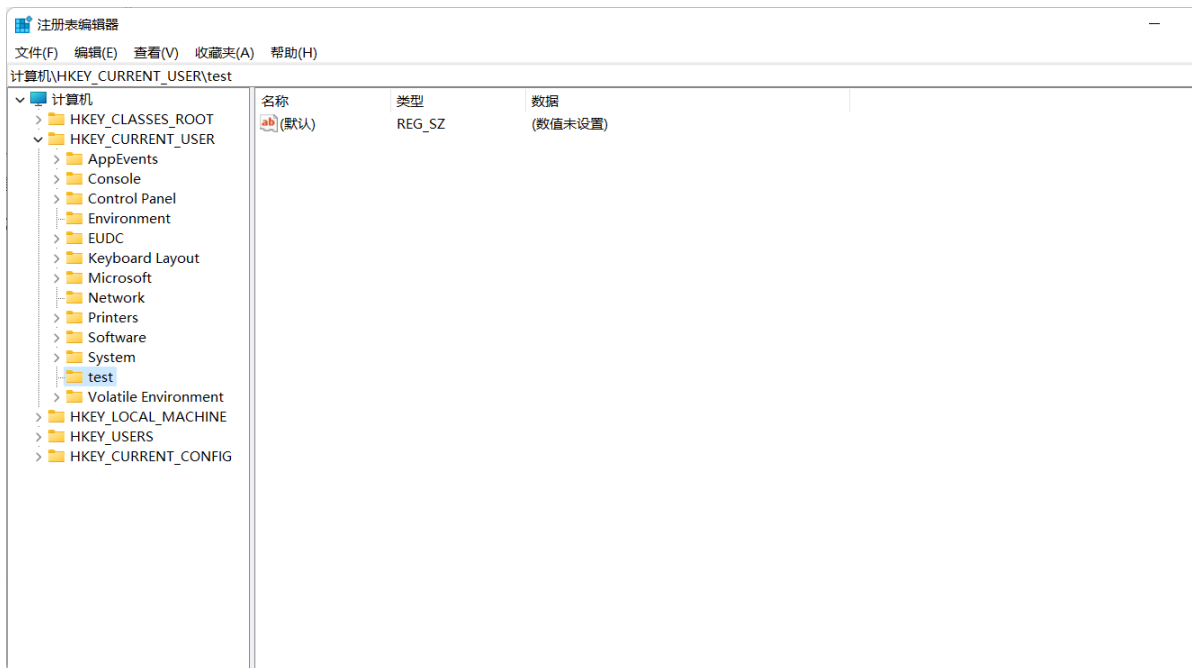 注册表编辑器
文件(F) 编辑(E) 查看(V) 收藏夹(A) 帮助(H)
计算机\HKEY_CURRENT_USER\test
计算机
HKEY_CLASSES_ROOT
HKEY_CURRENT_USER
AppEvents
Console
Control Panel
Environment
EUDC
Keyboard Layout
Microsoft
Network
Printers
Software
System
test
Volatile Environment
HKEY_LOCAL_MACHINE
HKEY_USERS
HKEY_CURRENT_CONFIG
名称 类型 数据
ab (默认) REG_SZ (数值未设置)